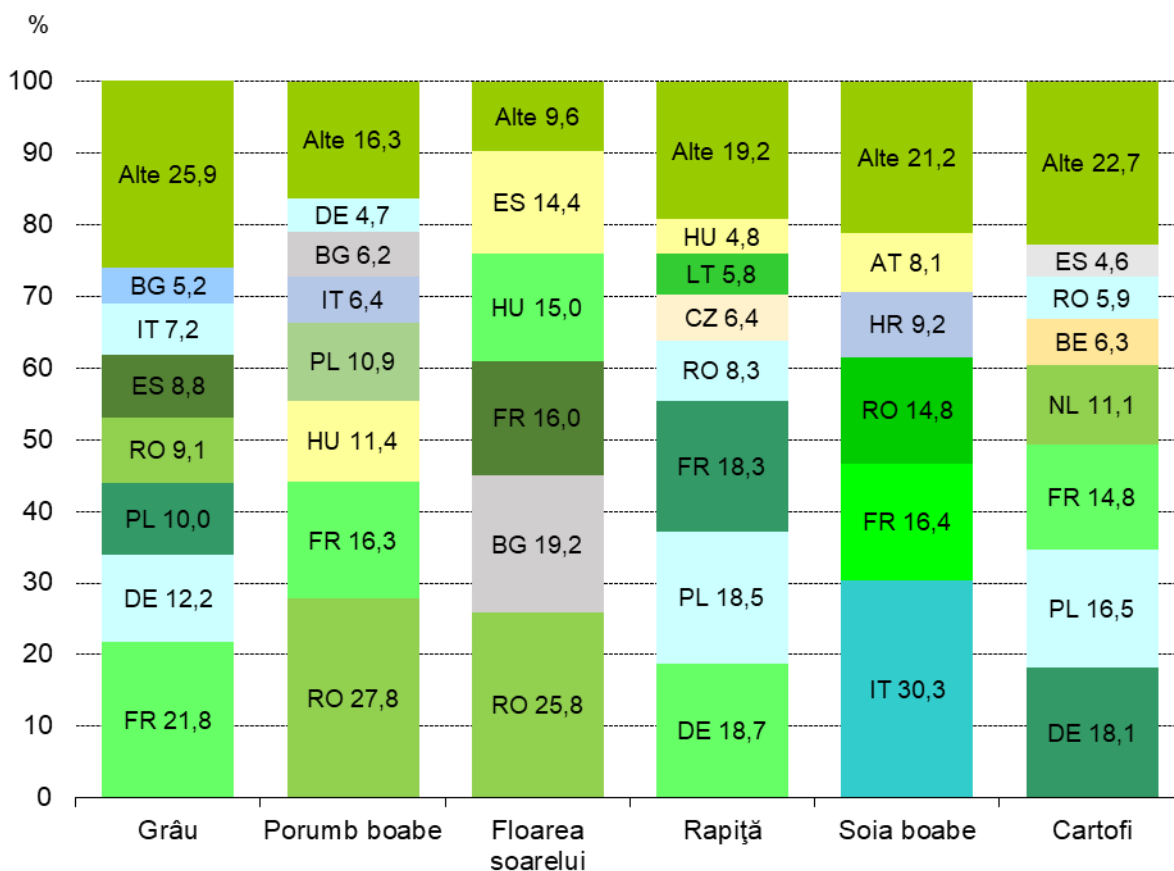 %
100
90
80
70
60
50
40
30
20
10
0
Alte 25,9
BG 5,2
IT 7,2
ES 8,8
RO 9,1
PL 10,0
DE 12,2
FR 21,8
Grâu
Alte 16,3
DE 4,7
BG 6,2
IT 6,4
PL 10,9
HU 11,4
FR 16,3
RO 27,8
Porumb boabe
Alte 9,6
ES 14,4
HU 15,0
FR 16,0
BG 19,2
RO 25,8
Floarea
soarelui
Alte 19,2
HU 4,8
LT 5,8
CZ 6,4
RO 8,3
FR 18,3
PL 18,5
DE 18,7
Rapiţă
Alte 21,2
AT 8,1
HR 9,2
RO 14,8
FR 16,4
IT 30,3
Soia boabe
Alte 22,7
ES 4,6
RO 5,9
BE 6,3
NL 11,1
FR 14,8
PL 16,5
DE 18,1
Cartofi